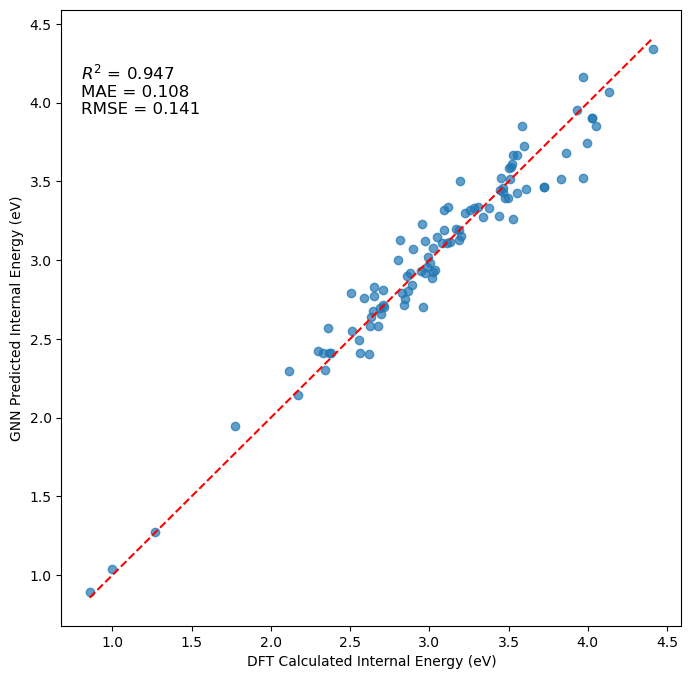 R² = 0.947
MAE = 0.108
RMSE = 0.141
4.5
4.0
3.5
3.0
2.5
2.0
1.5
1.0
GNN Predicted Internal Energy (eV)
1.0 1.5 2.0 2.5 3.0 3.5 4.0 4.5
DFT Calculated Internal Energy (eV)